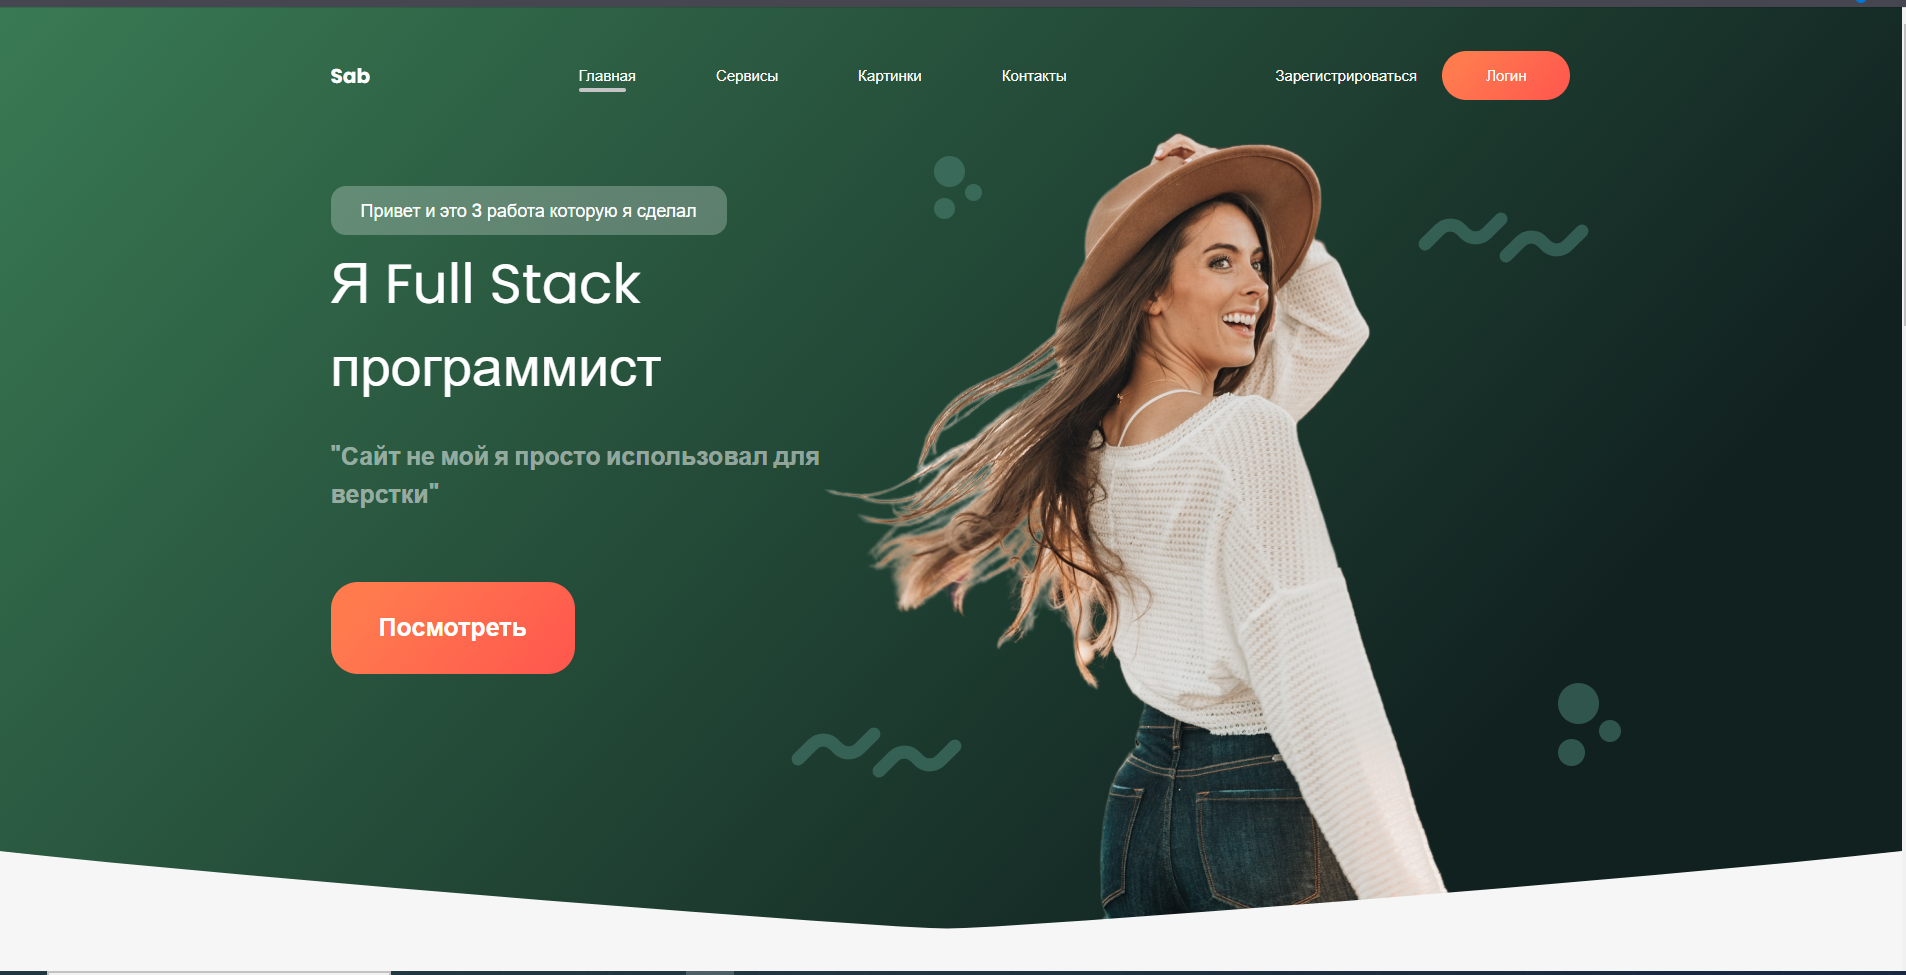 Sab
Главная
Сервисы
Картинки
Контакты
Зарегистрироваться
Логин
Привет и это 3 работа которую я сделал
Я Full Stack
программист
"Сайт не мой я просто использовал для
верстки"
Посмотреть